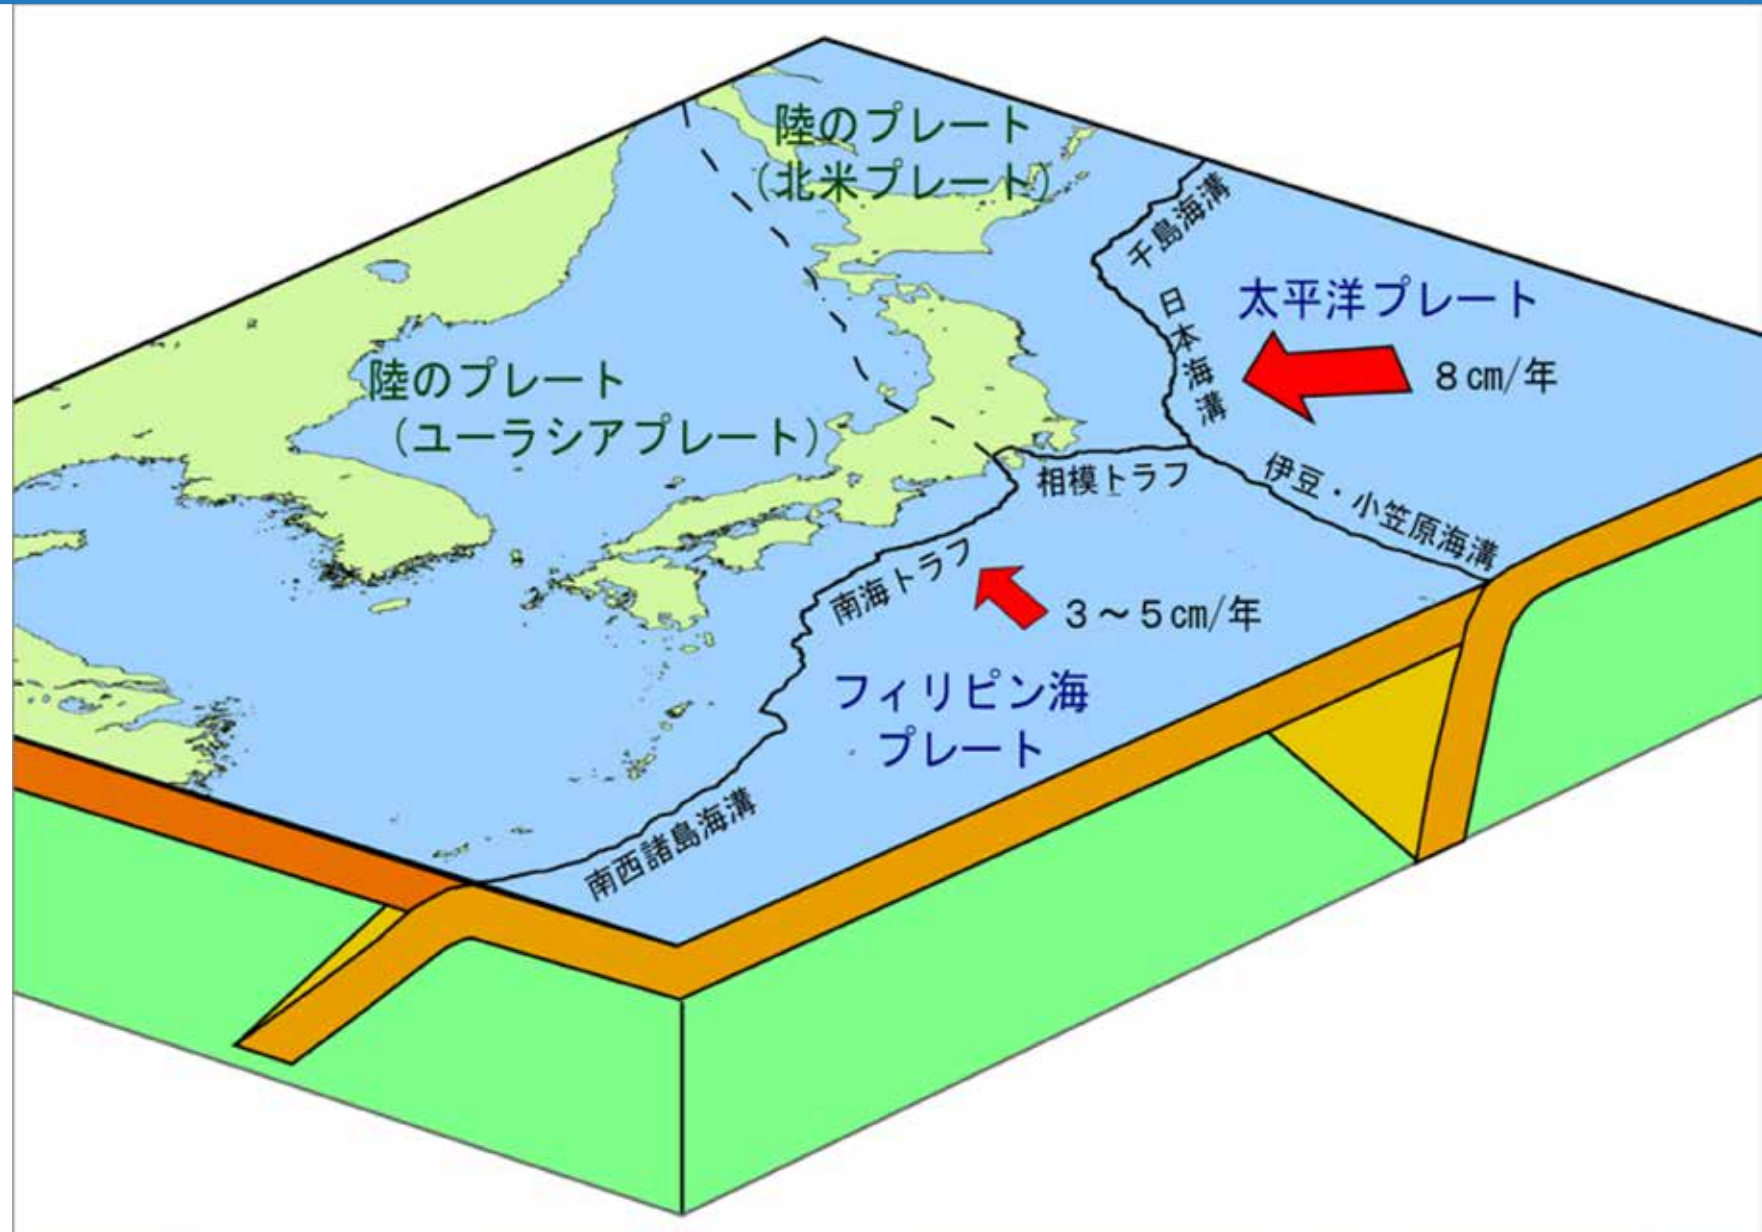 陸のプレート
(北米プレート)
千島海溝
太平洋プレート
日本海溝
8cm/年
陸のプレート
(ユーラシアプレート)
相模トラフ
伊豆・小笠原海溝
南海トラフ
3～5cm/年
フィリピン海
プレート
南西諸島海溝